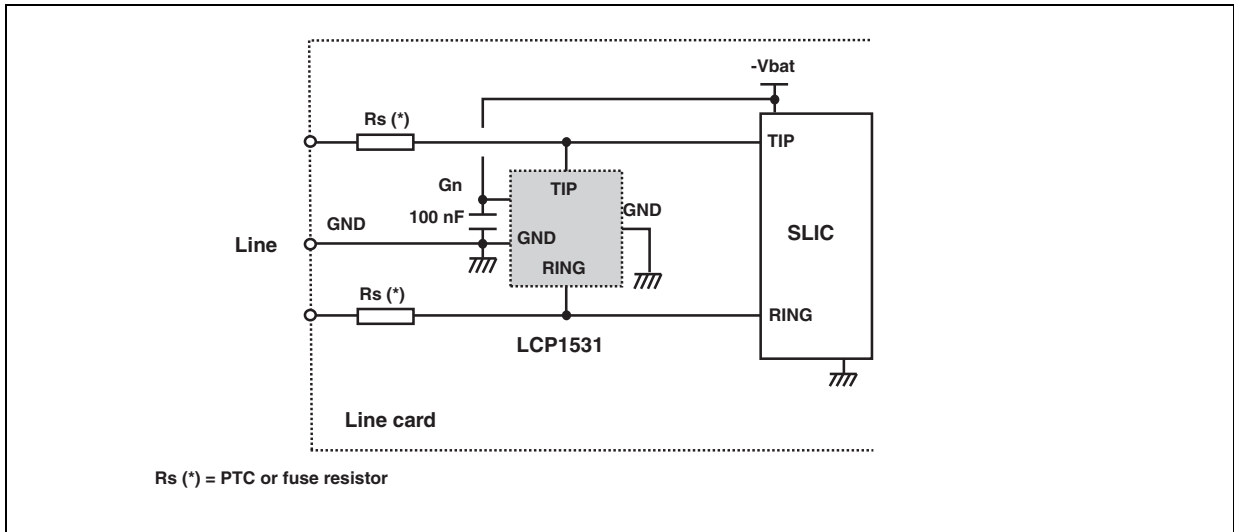 -Vbat
Rs (*)
TIP
Gn
TIP
100 nF
GND
GND
GND
SLIC
Line
RING
Rs (*)
RING
LCP1531
Line card
Rs (*) = PTC or fuse resistor